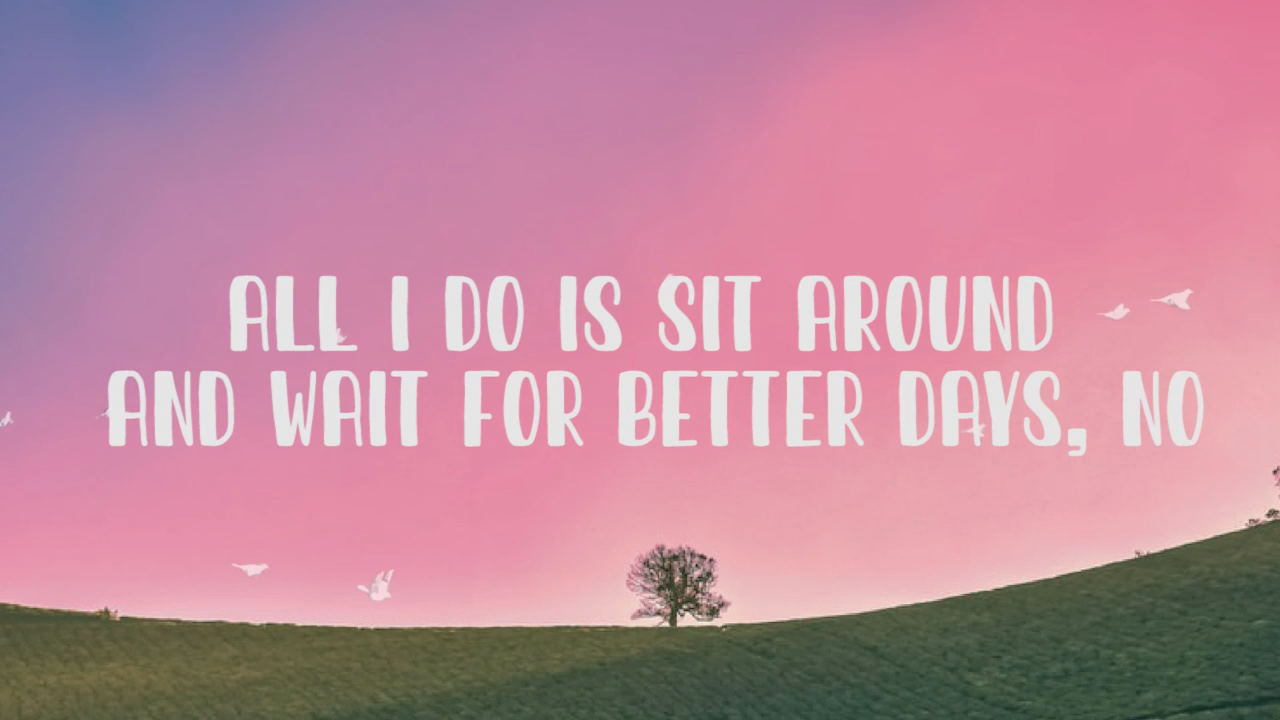 ALL I DO IS SIT AROUND
AND WAIT FOR BETTER DAYS, NO